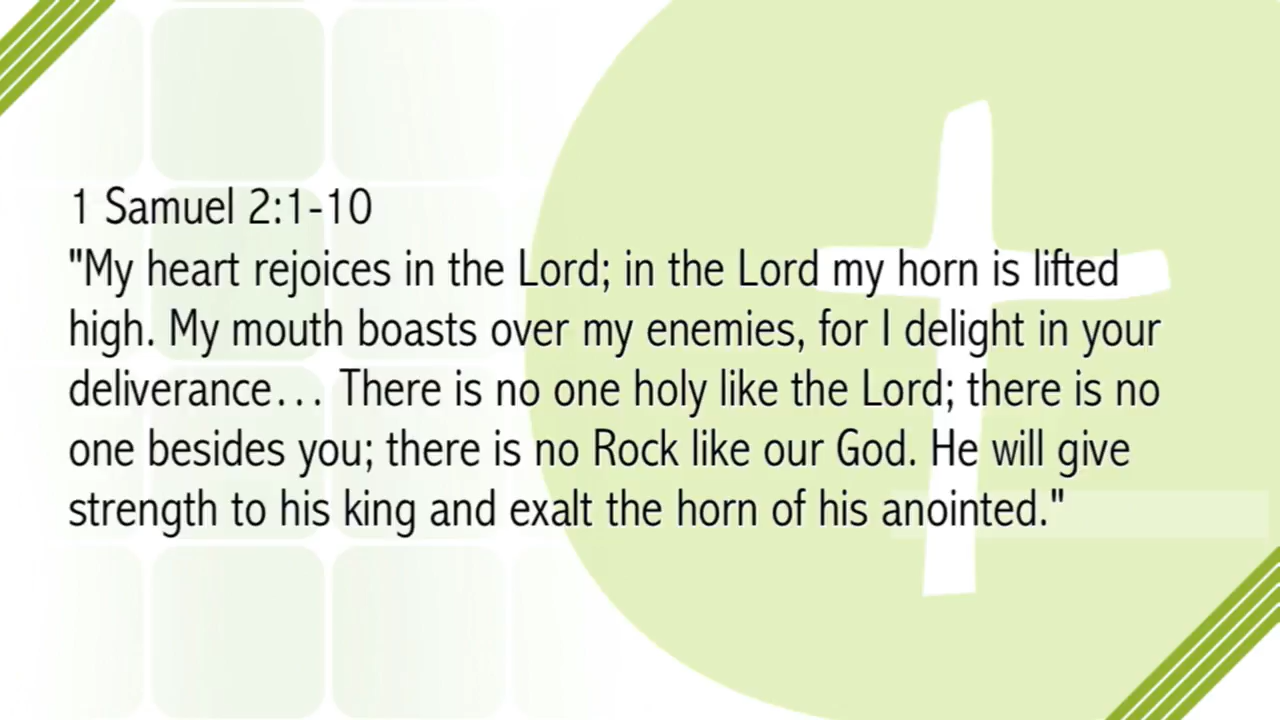 1 Samuel 2:1-10
"My heart rejoices in the Lord; in the Lord my horn is lifted
high. My mouth boasts over my enemies, for I delight in your
deliverance… There is no one holy like the Lord; there is no
one besides you; there is no Rock like our God. He will give
strength to his king and exalt the horn of his anointed."